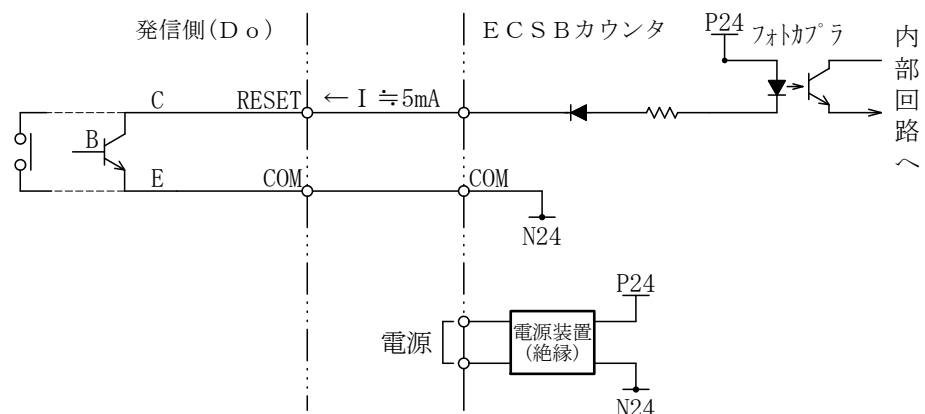 発信側(Ｄｏ)
ＥＣＳＢカウンタ
P24
フォトカプラ
内部回路へ
C
RESET
← I ≒5mA
B
E
COM
COM
N24
P24
電源
電源装置
(絶縁)
N24